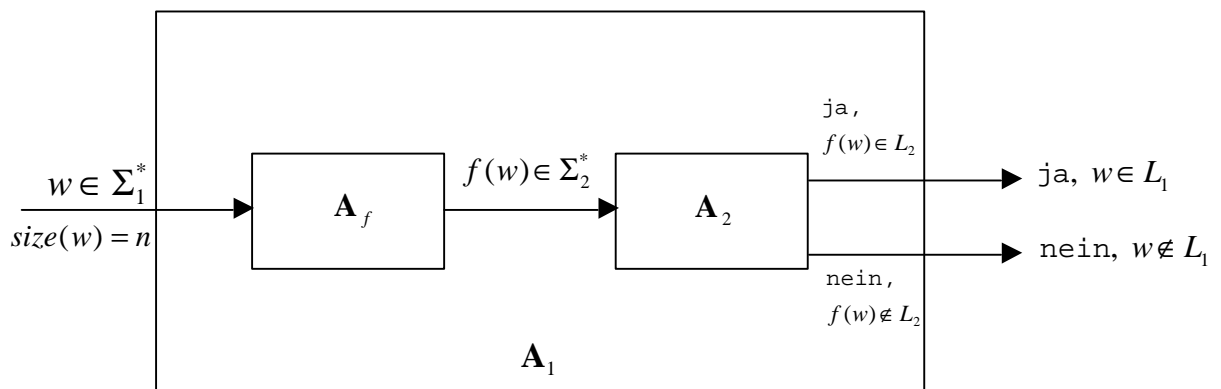 w ∈ Σ₁*
size(w) = n
A_f
f(w) ∈ Σ₂*
A₂
ja,
f(w) ∈ L₂
nein,
f(w) ∉ L₂
ja, w ∈ L₁
nein, w ∉ L₁
A₁